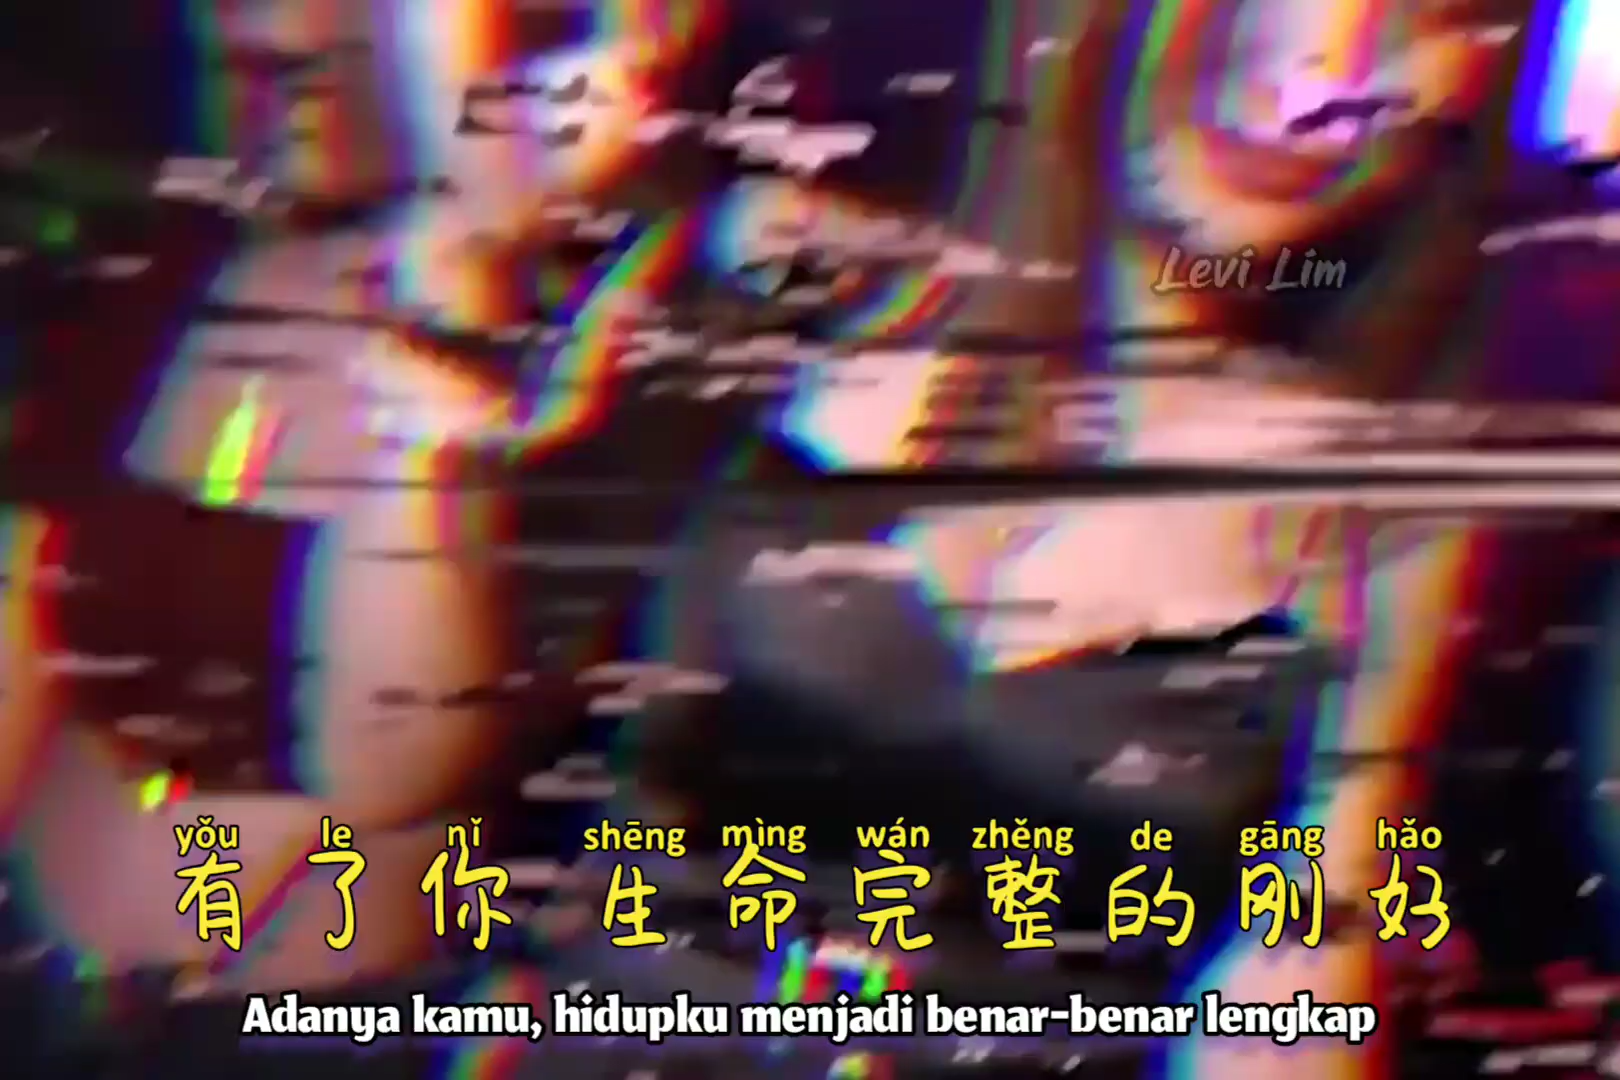 Levi Lim
yǒu le nǐ shēng mìng wán zhěng de gāng hǎo
有了你 生命完整的刚好
Adanya kamu, hidupku menjadi benar-benar lengkap